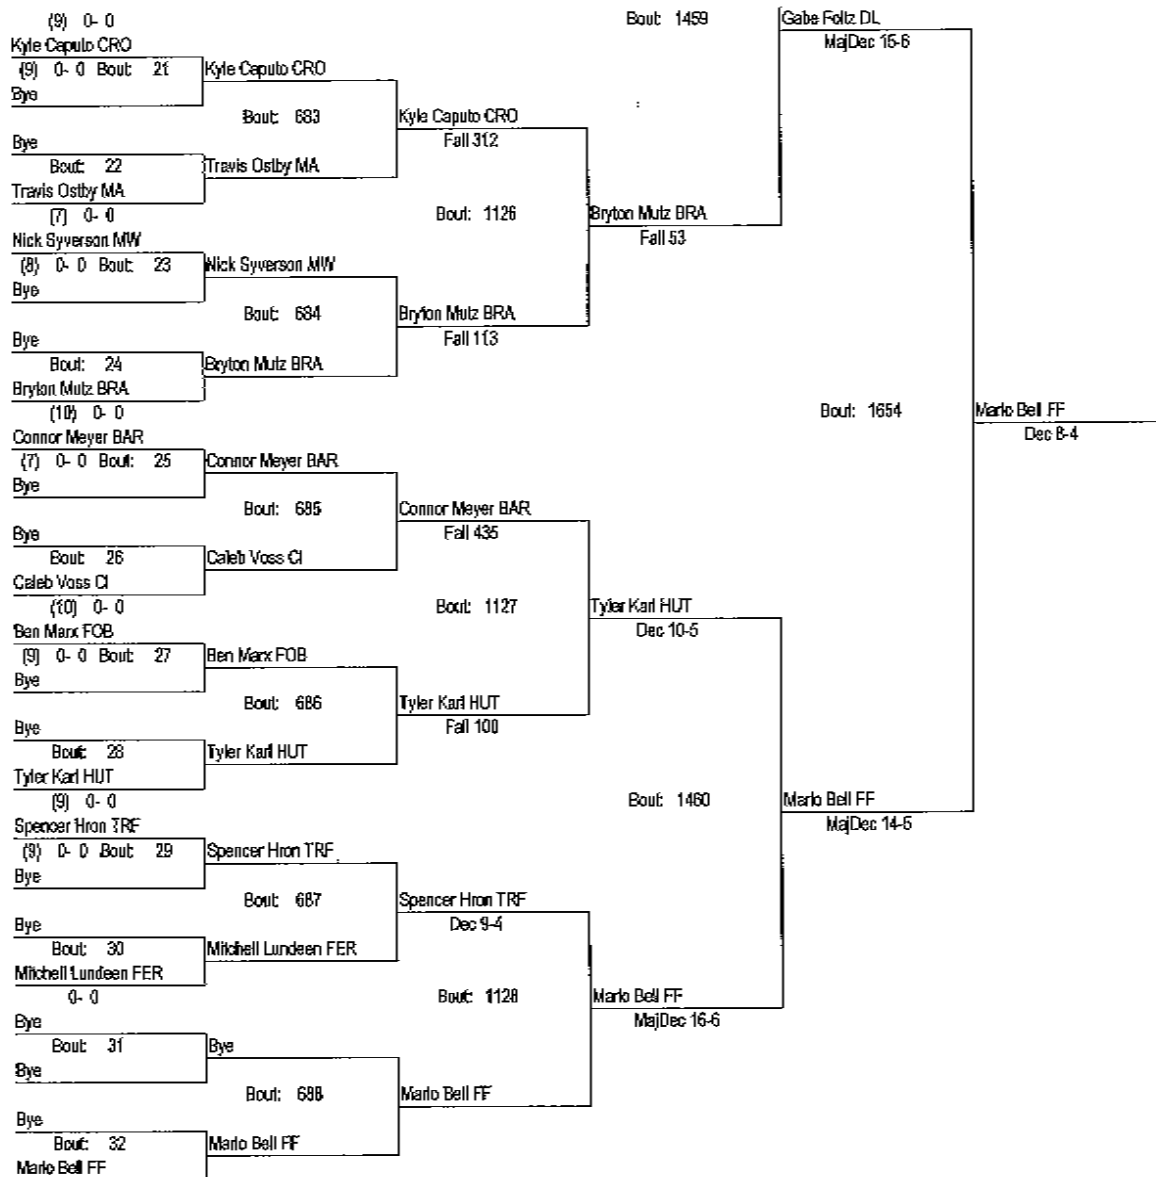 (9) 0- 0
Bout: 1459
Gabe Foltz DL
Kyle Caputo CRO
MajDec 15-6
(9) 0- 0 Bout: 21
Kyle Caputo CRO
Bye
Bout: 683
Kyle Caputo CRO
Bye
Fall 312
Bout: 22
Travis Ostby MA
Travis Ostby MA
(7) 0- 0
Bout: 1126
Bryton Mutz BRA
Nick Syverson MW
Fall 53
(8) 0- 0 Bout: 23
Nick Syverson MW
Bye
Bout: 684
Bryton Mutz BRA
Bye
Fall 113
Bout: 24
Bryton Mutz BRA
Bryton Mutz BRA
(10) 0- 0
Bout: 1654
Mario Bell FF
Connor Meyer BAR
Dec 8-4
(7) 0- 0 Bout: 25
Connor Meyer BAR
Bye
Bout: 685
Connor Meyer BAR
Bye
Fall 435
Bout: 26
Caleb Voss CI
Caleb Voss CI
(10) 0- 0
Bout: 1127
Tyler Karl HUT
Ben Marx FOB
Dec 10-5
(9) 0- 0 Bout: 27
Ben Marx FOB
Bye
Bout: 686
Tyler Karl HUT
Bye
Fall 100
Bout: 28
Tyler Karl HUT
Tyler Karl HUT
(9) 0- 0
Bout: 1460
Mario Bell FF
Spencer Hron TRF
MajDec 14-5
(9) 0- 0 Bout: 29
Spencer Hron TRF
Bye
Bout: 687
Spencer Hron TRF
Bye
Dec 9-4
Bout: 30
Mitchell Lundeen FER
Mitchell Lundeen FER
0- 0
Bout: 1128
Mario Bell FF
Bye
MajDec 16-6
Bout: 31
Bye
Bye
Bout: 688
Mario Bell FF
Bye
Bout: 32
Mario Bell FF
Mario Bell FF